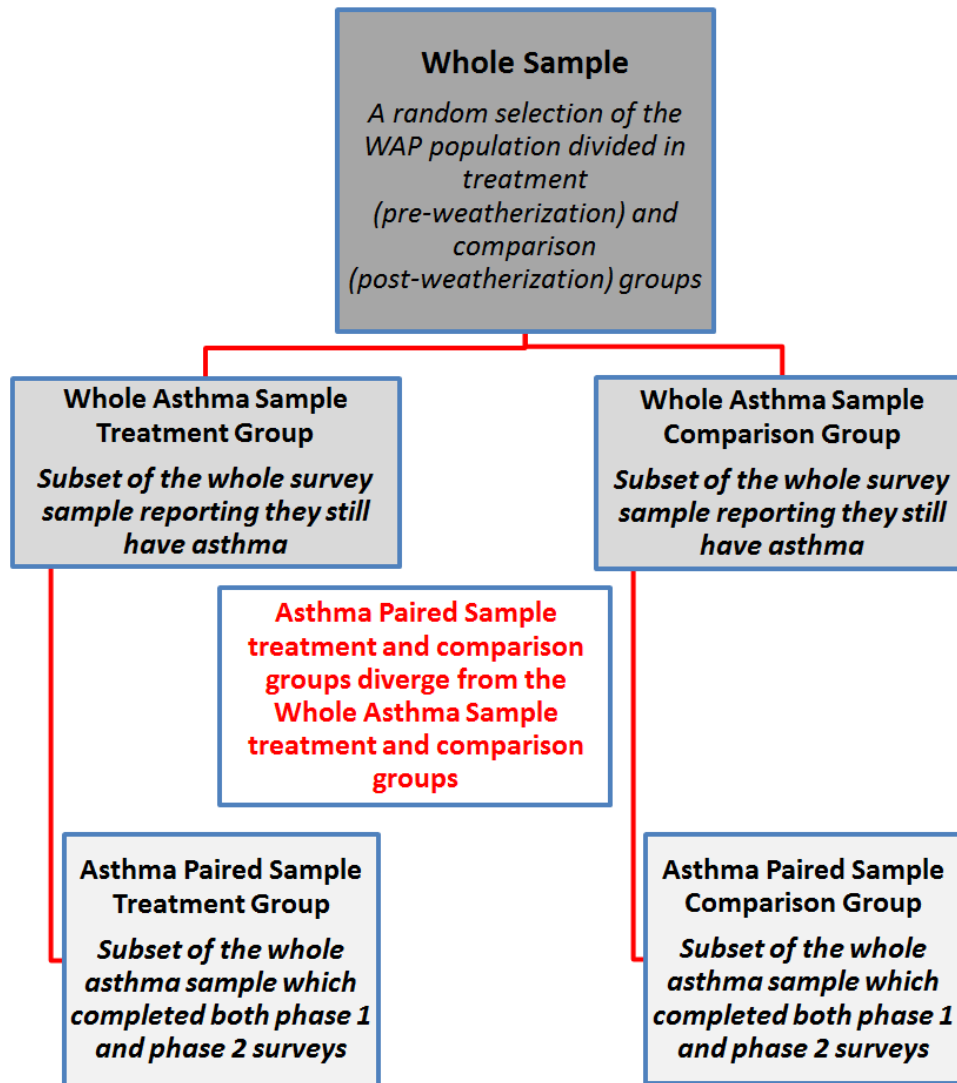 Whole Sample
A random selection of the
WAP population divided in
treatment
(pre-weatherization) and
comparison
(post-weatherization) groups
Whole Asthma Sample
Treatment Group
Subset of the whole survey
sample reporting they still
have asthma
Whole Asthma Sample
Comparison Group
Subset of the whole survey
sample reporting they still
have asthma
Asthma Paired Sample
treatment and comparison
groups diverge from the
Whole Asthma Sample
treatment and comparison
groups
Asthma Paired Sample
Treatment Group
Subset of the whole
asthma sample which
completed both phase 1
and phase 2 surveys
Asthma Paired Sample
Comparison Group
Subset of the whole
asthma sample which
completed both phase 1
and phase 2 surveys